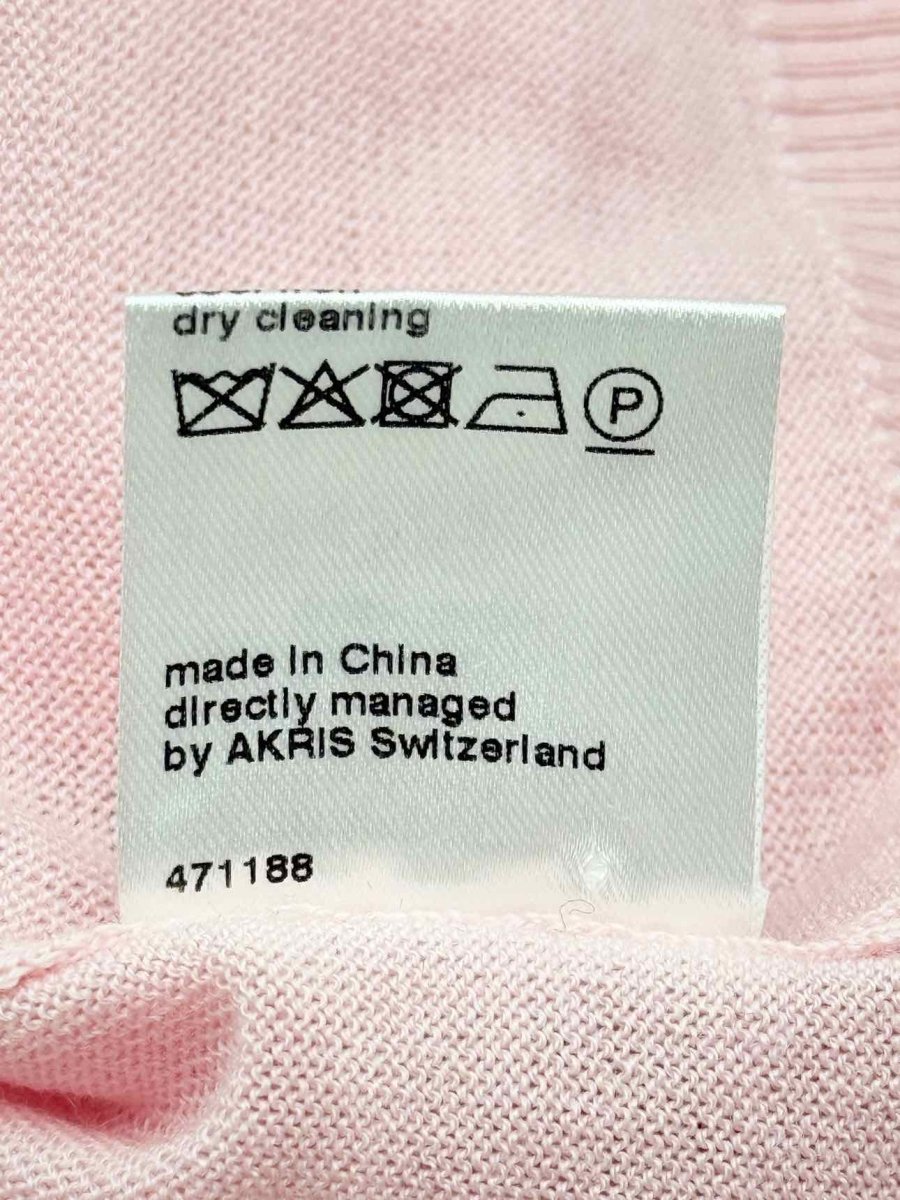 dry cleaning
P
made in China
directly managed
by AKRIS Switzerland
471188